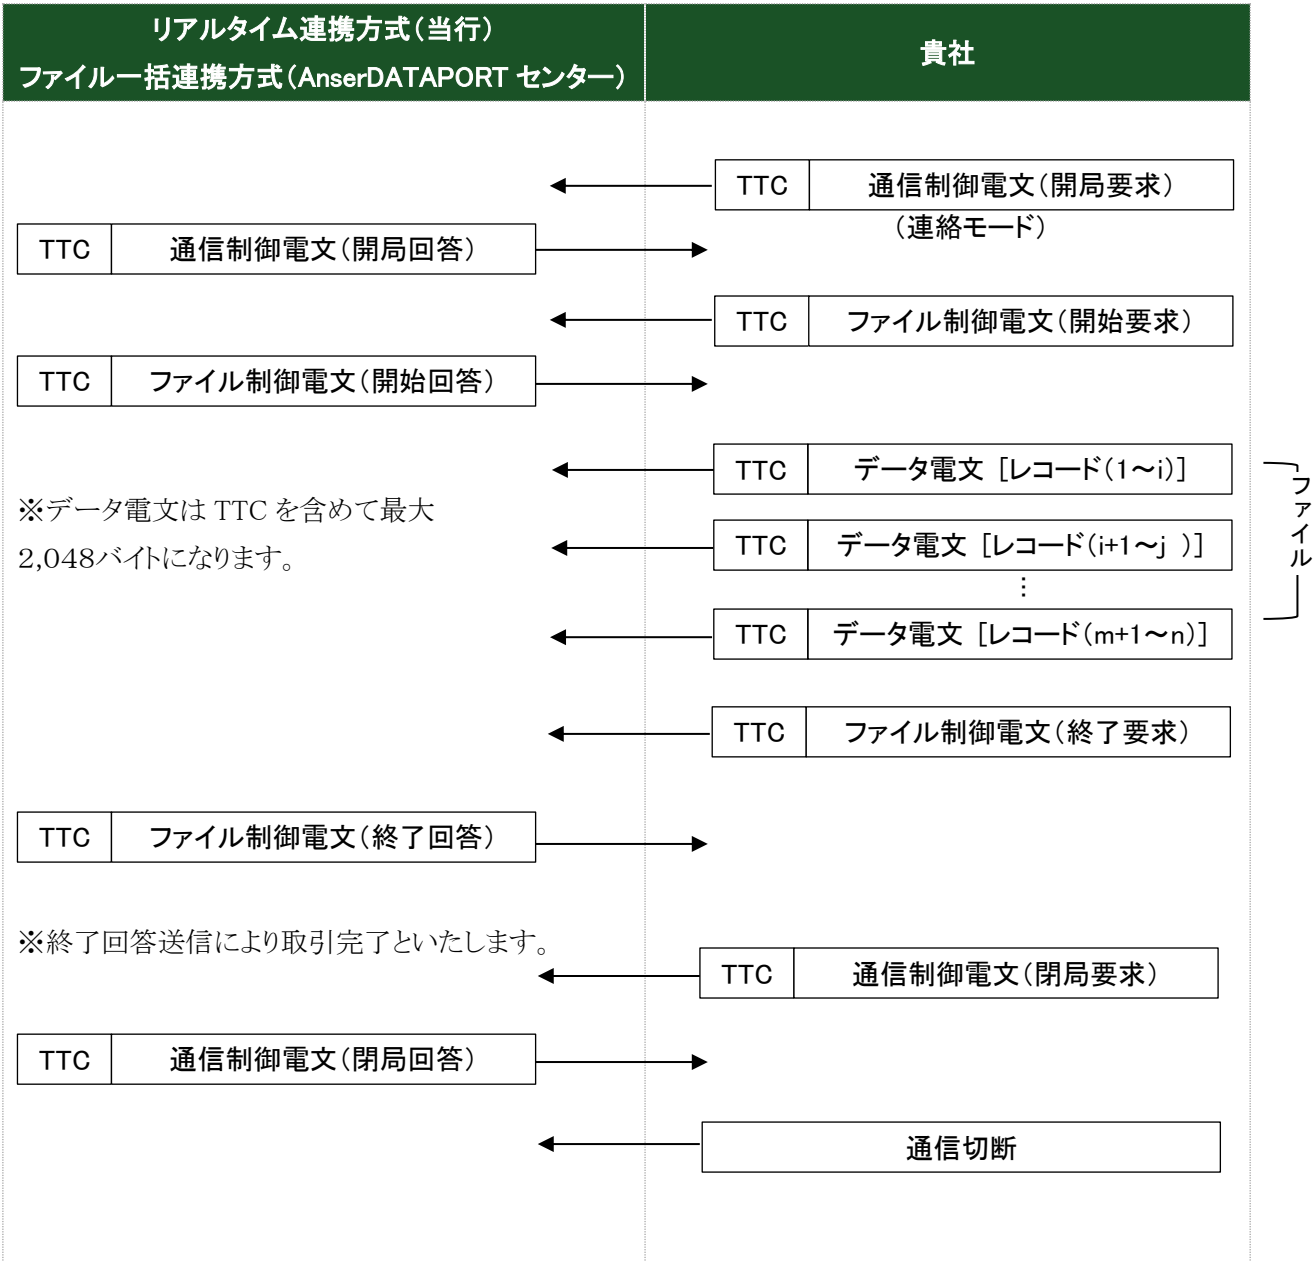 リアルタイム連携方式（当行）
ファイル一括連携方式（AnserDATAPORT センター）
貴社
TTC 通信制御電文（開局要求）
（連絡モード）
TTC 通信制御電文（開局回答）
TTC ファイル制御電文（開始要求）
TTC ファイル制御電文（開始回答）
TTC データ電文 [レコード（1～i）]
※データ電文は TTC を含めて最大
2,048バイトになります。
TTC データ電文 [レコード（i+1～j ）]
…
TTC データ電文 [レコード（m+1～n）]
ファイル
TTC ファイル制御電文（終了要求）
TTC ファイル制御電文（終了回答）
※終了回答送信により取引完了といたします。
TTC 通信制御電文（閉局要求）
TTC 通信制御電文（閉局回答）
通信切断